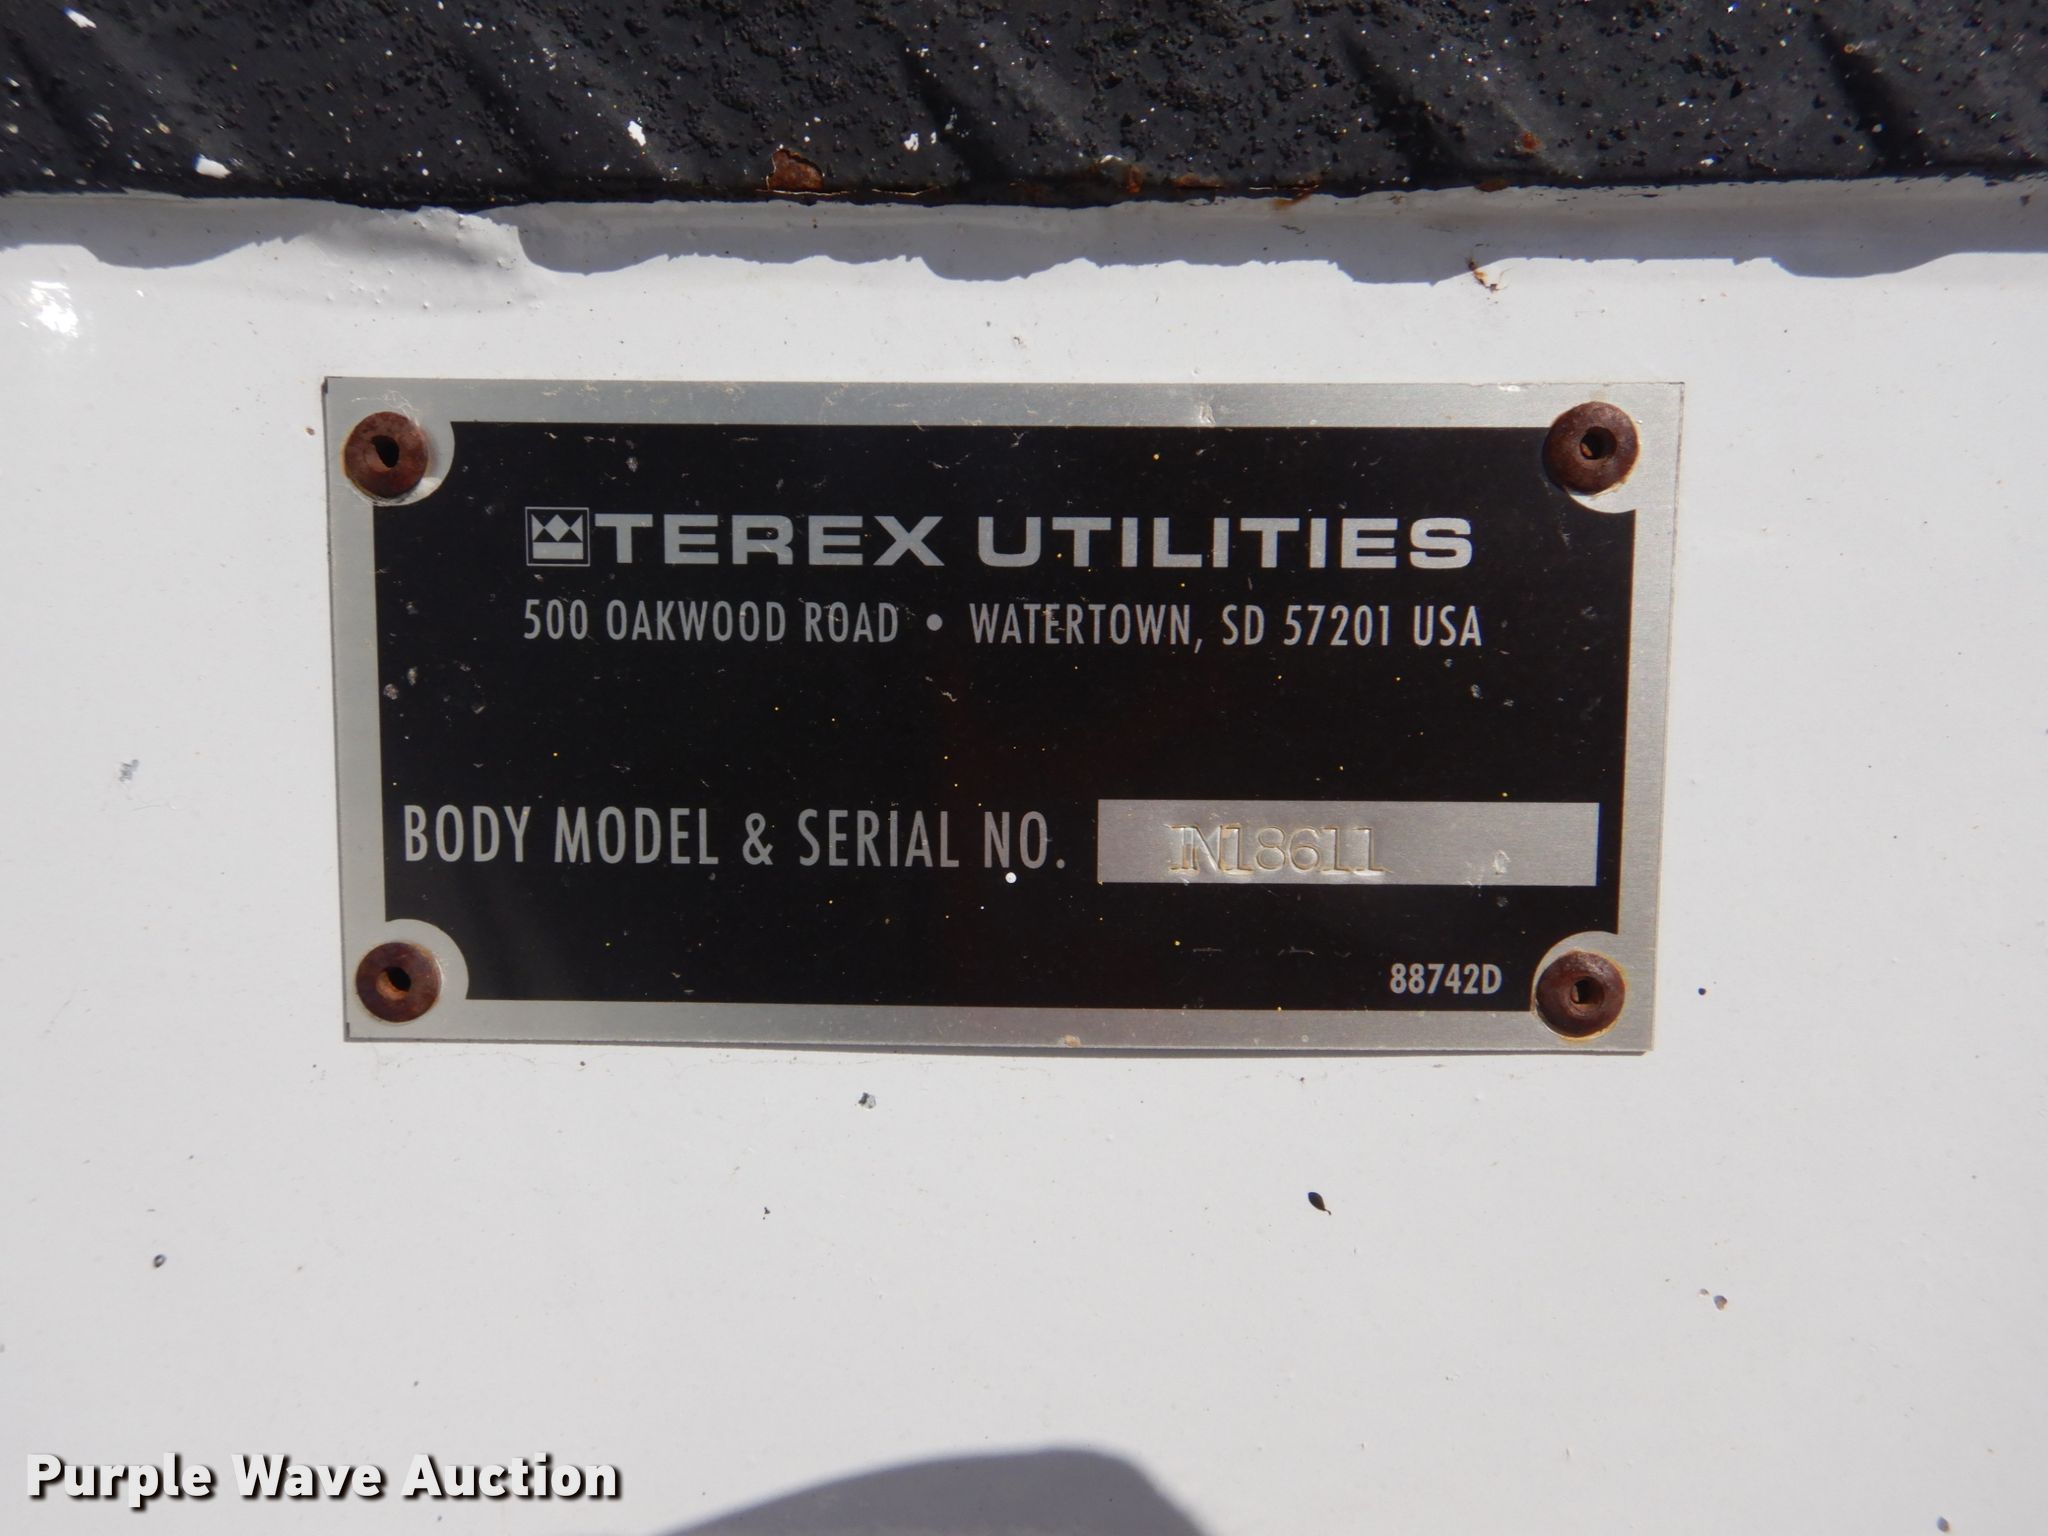 TEREX UTILITIES
500 OAKWOOD ROAD • WATERTOWN, SD 57201 USA
BODY MODEL & SERIAL NO. IN18611
88742D
Purple Wave Auction